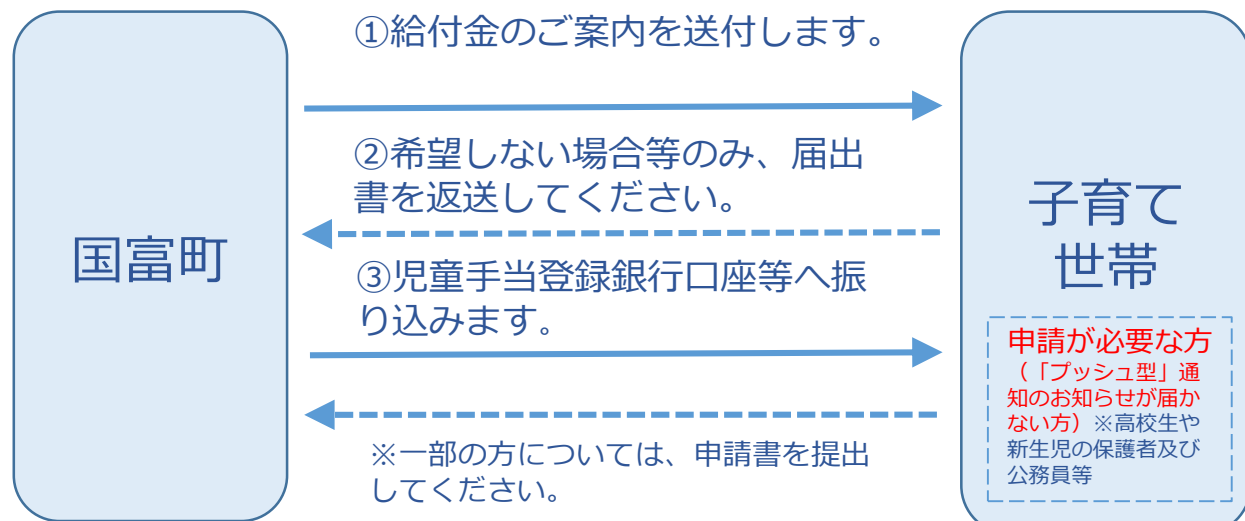 国富町
①給付金のご案内を送付します。
②希望しない場合等のみ、届出
書を返送してください。
③児童手当登録銀行口座等へ振
り込みます。
※一部の方については、申請書を提出
してください。
子育て
世帯
申請が必要な方
（「プッシュ型」通
知のお知らせが届か
ない方）※高校生や
新生児の保護者及び
公務員等